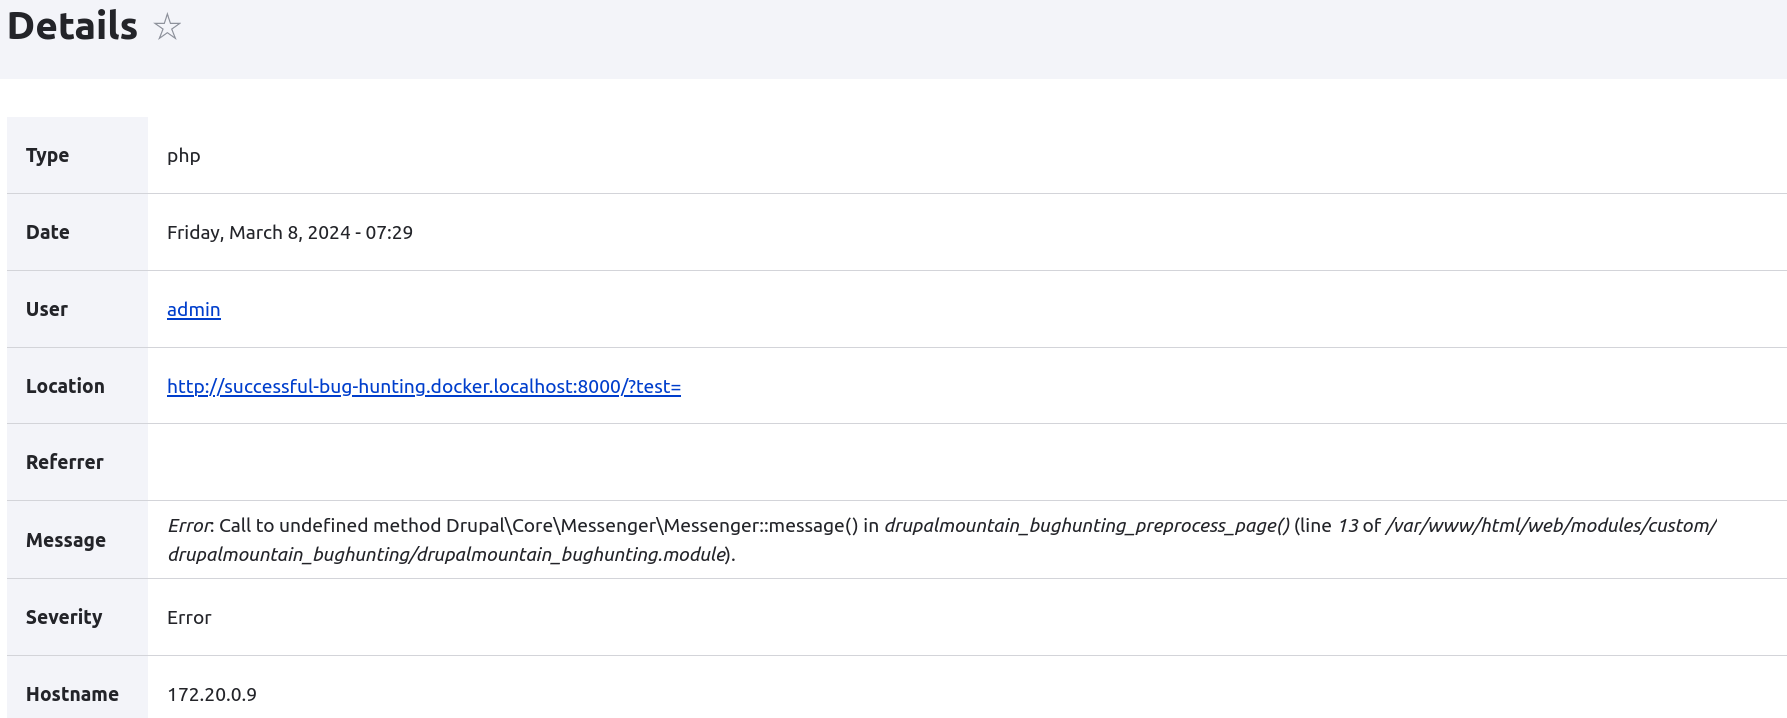 Details ☆
Type php
Date Friday, March 8, 2024 - 07:29
User admin
Location http://successful-bug-hunting.docker.localhost:8000/?test=
Referrer
Message Error: Call to undefined method Drupal\Core\Messenger\Messenger::message() in drupalmountain_bughunting_preprocess_page() (line 13 of /var/www/html/web/modules/custom/
drupalmountain_bughunting/drupalmountain_bughunting.module).
Severity Error
Hostname 172.20.0.9